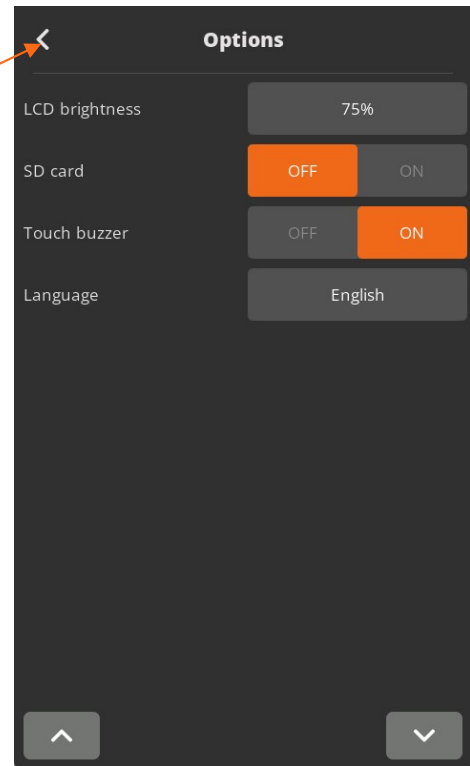 Options
LCD brightness 75%
SD card OFF ON
Touch buzzer OFF ON
Language English